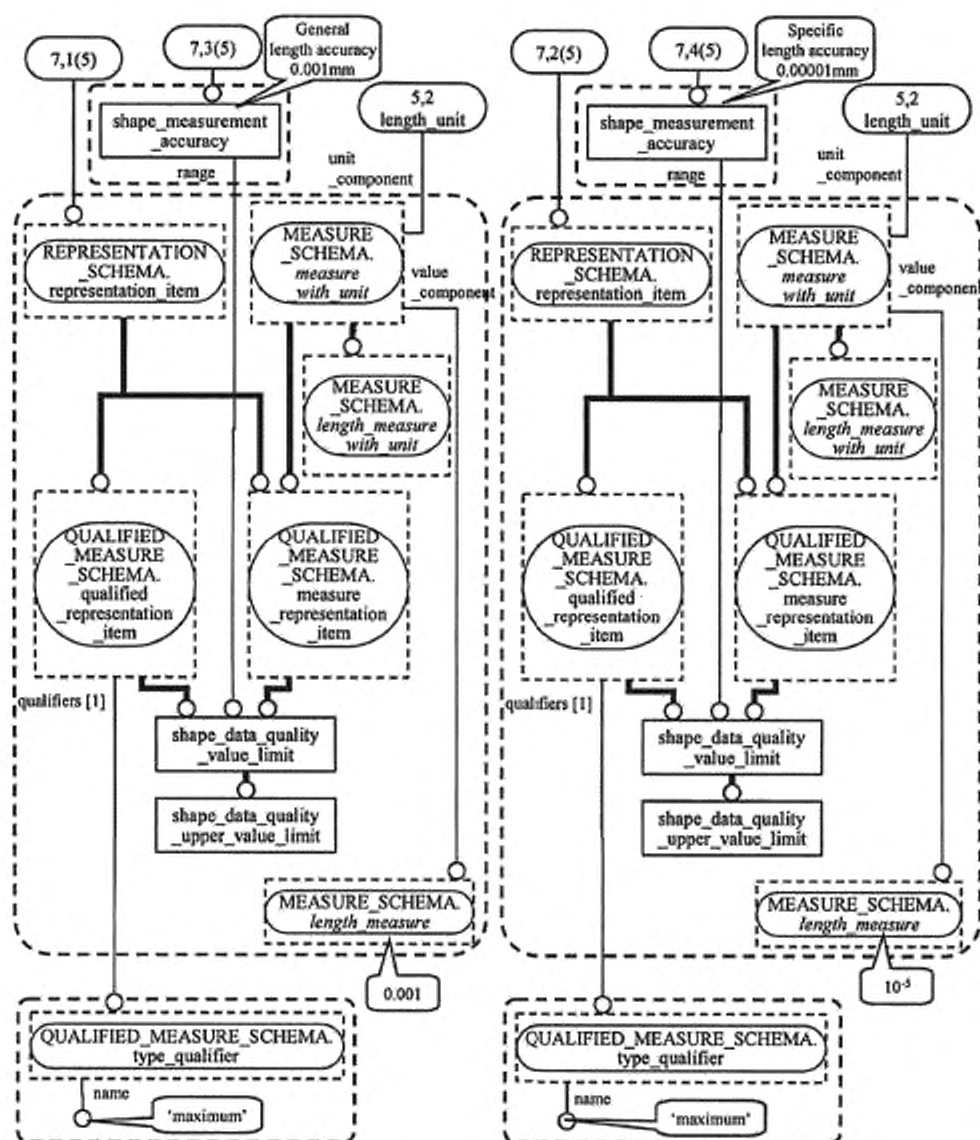 7,1(5)
7,3(5)
General
length accuracy
0.001mm
5,2
length_unit
shape_measurement
_accuracy
range
unit
_component
REPRESENTATION
_SCHEMA.
representation_item
MEASURE
_SCHEMA.
measure
with_unit
value
_component
MEASURE
_SCHEMA.
length_measure
with_unit
QUALIFIED
_MEASURE
_SCHEMA.
qualified
_representation
_item
QUALIFIED
_MEASURE
_SCHEMA.
measure
_representation
_item
qualifiers [1]
shape_data_quality
_value_limit
shape_data_quality
_upper_value_limit
MEASURE_SCHEMA.
length_measure
0.001
QUALIFIED_MEASURE_SCHEMA.
type_qualifier
name
'maximum'
7,2(5)
7,4(5)
Specific
length accuracy
0.00001mm
5,2
length_unit
shape_measurement
_accuracy
range
unit
_component
REPRESENTATION
_SCHEMA.
representation_item
MEASURE
_SCHEMA.
measure
with_unit
value
_component
MEASURE
_SCHEMA.
length_measure
with_unit
QUALIFIED
_MEASURE
_SCHEMA.
qualified
_representation
_item
QUALIFIED
_MEASURE
_SCHEMA.
measure
_representation
_item
qualifiers [1]
shape_data_quality
_value_limit
shape_data_quality
_upper_value_limit
MEASURE_SCHEMA.
length_measure
10⁻⁵
QUALIFIED_MEASURE_SCHEMA.
type_qualifier
name
'maximum'